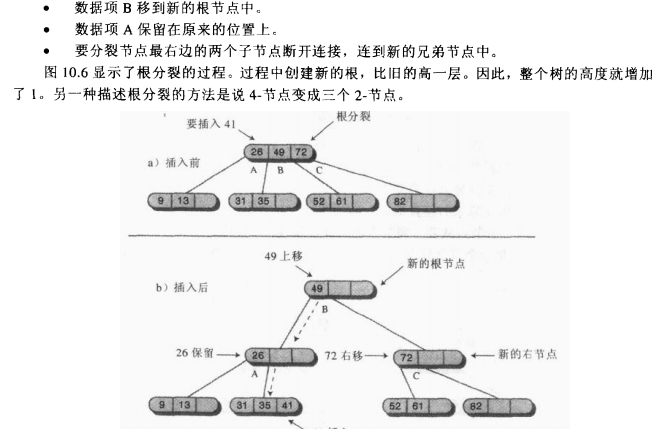 • 数据项 B 移到新的根节点中。
• 数据项 A 保留在原来的位置上。
• 要分裂节点最右边的两个子节点断开连接，连到新的兄弟节点中。
图 10.6 显示了根分裂的过程。过程中创建新的根，比旧的高一层。因此，整个树的高度就增加
了 1。另一种描述根分裂的方法是说 4-节点变成三个 2-节点。
要插入 41
根分裂
26 49 72
a）插入前
A B C
9 13
31 35
52 61
82
49 上移
新的根节点
b）插入后
49
B
26 保留
26
72 右移
72
新的右节点
A
C
9 13
31 35 41
52 61
82